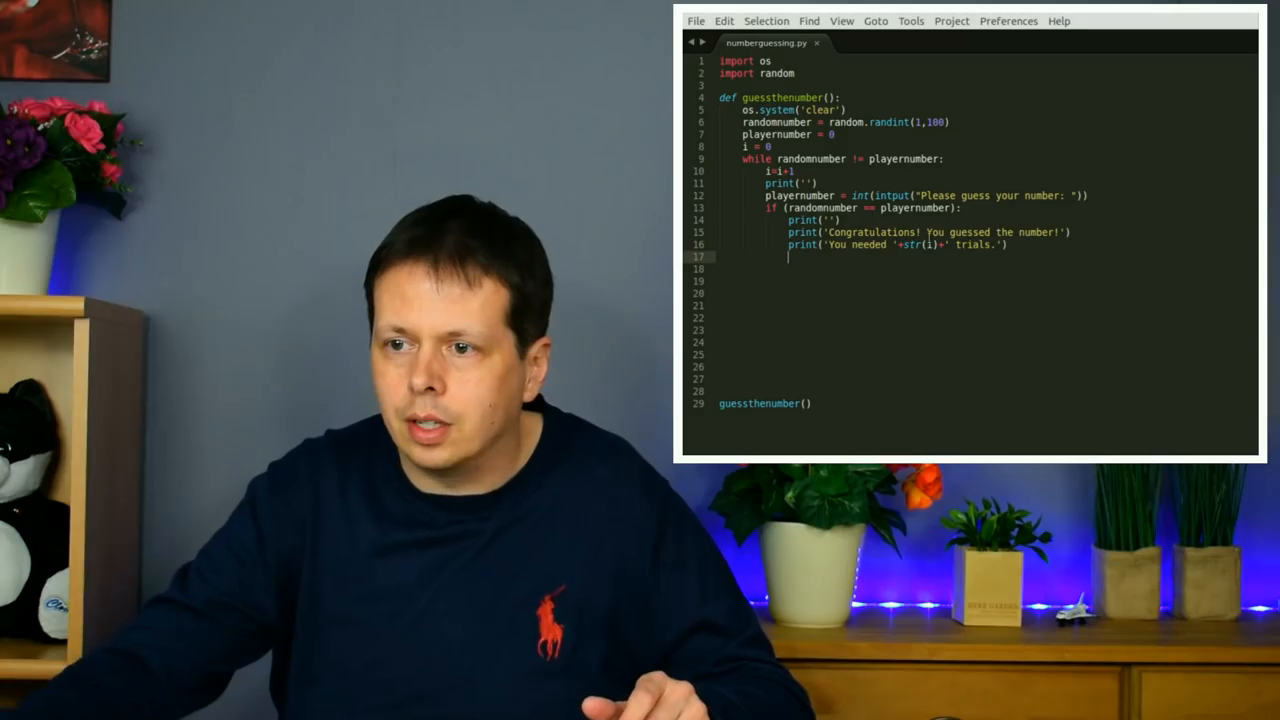 File Edit Selection Find View Goto Tools Project Preferences Help
numberguessing.py ×
1 import os
2 import random
3
4 def guessthenumber():
5 os.system('clear')
6 randomnumber = random.randint(1,100)
7 playernumber = 0
8 i = 0
9 while randomnumber != playernumber:
10 i=i+1
11 print('')
12 playernumber = int(intput("Please guess your number: "))
13 if (randomnumber == playernumber):
14 print('')
15 print('Congratulations! You guessed the number!')
16 print('You needed '+str(i)+' trials.')
17
18
19
20
21
22
23
24
25
26
27
28
29 guessthenumber()